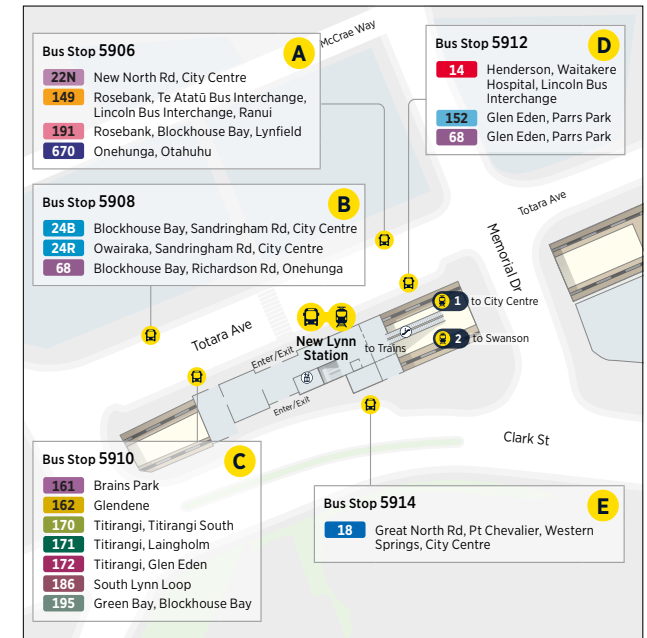 McCrae Way
Bus Stop 5906
A
22N New North Rd, City Centre
149 Rosebank, Te Atatū Bus Interchange,
Lincoln Bus Interchange, Ranui
191 Rosebank, Blockhouse Bay, Lynfield
670 Onehunga, Otahuhu
Bus Stop 5912
D
14 Henderson, Waitakere
Hospital, Lincoln Bus
Interchange
152 Glen Eden, Parrs Park
68 Glen Eden, Parrs Park
Bus Stop 5908
B
24B Blockhouse Bay, Sandringham Rd, City Centre
24R Owairaka, Sandringham Rd, City Centre
68 Blockhouse Bay, Richardson Rd, Onehunga
Totara Ave
Memorial Dr
1 to City Centre
2 to Swanson
Totara Ave
New Lynn
Station
to Trains
Enter/Exit
Enter/Exit
Clark St
Bus Stop 5910
C
161 Brains Park
162 Glendene
170 Titirangi, Titirangi South
171 Titirangi, Laingholm
172 Titirangi, Glen Eden
186 South Lynn Loop
195 Green Bay, Blockhouse Bay
Bus Stop 5914
E
18 Great North Rd, Pt Chevalier, Western
Springs, City Centre